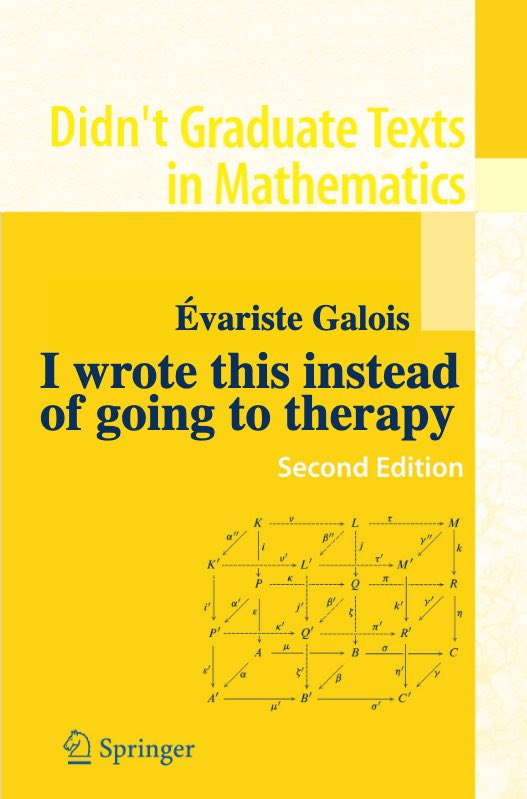 Didn't Graduate Texts
in Mathematics
Évariste Galois
I wrote this instead
of going to therapy
Second Edition
K ν L τ M
α″ i β″ j γ″ k
K′ ν′ L′ τ′ M′
P κ Q π R
i′ α′ ε j′ β′ ζ k′ γ′ η
P′ κ′ Q′ π′ R′
A μ B σ C
ε′ α ζ′ β η′ γ
A′ μ′ B′ σ′ C′
Springer